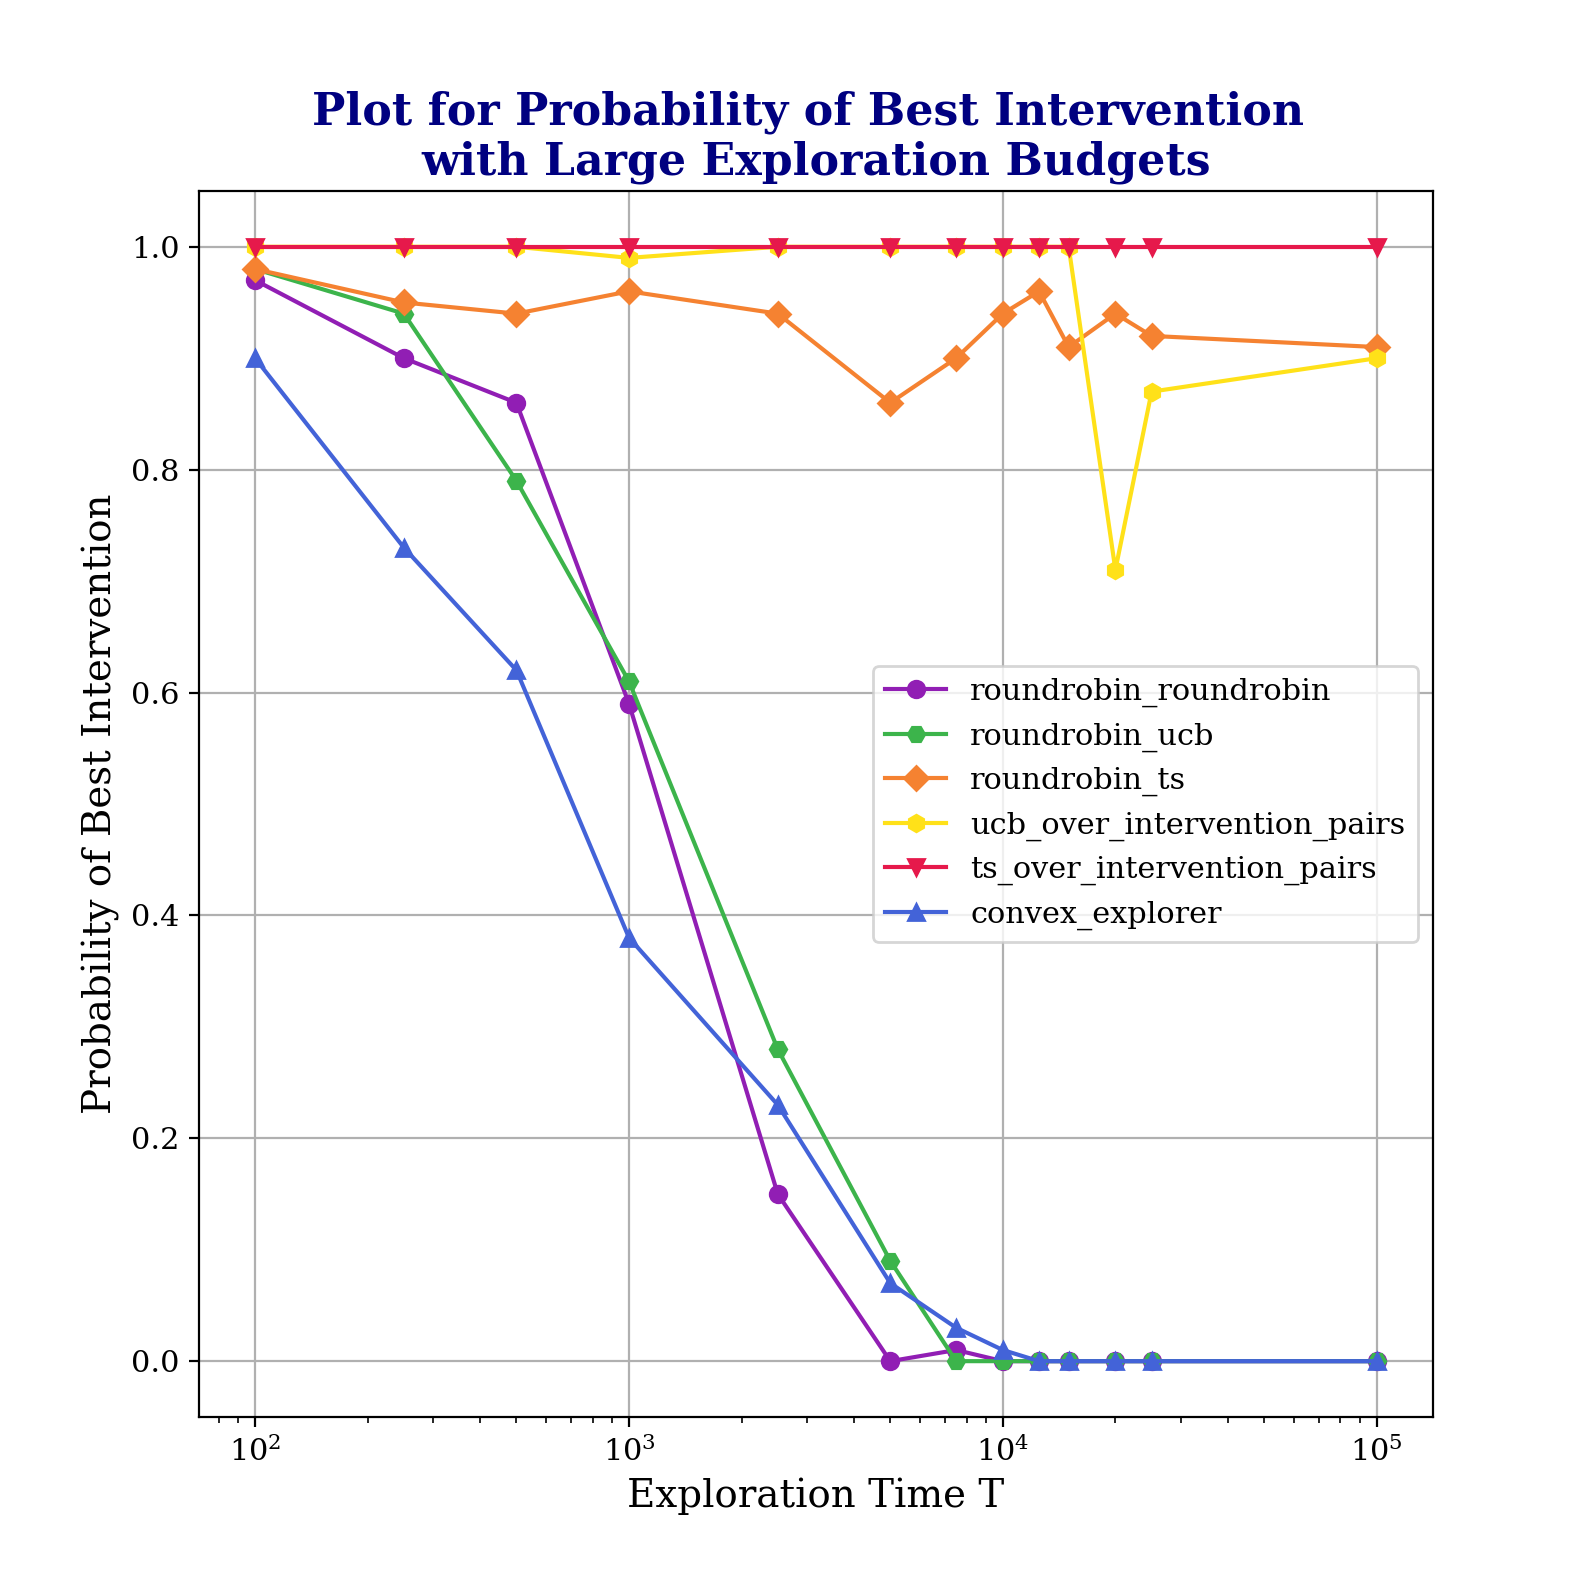 Plot for Probability of Best Intervention
with Large Exploration Budgets
Probability of Best Intervention
1.0
0.8
0.6
0.4
0.2
0.0
roundrobin_roundrobin
roundrobin_ucb
roundrobin_ts
ucb_over_intervention_pairs
ts_over_intervention_pairs
convex_explorer
10² 10³ 10⁴ 10⁵
Exploration Time T